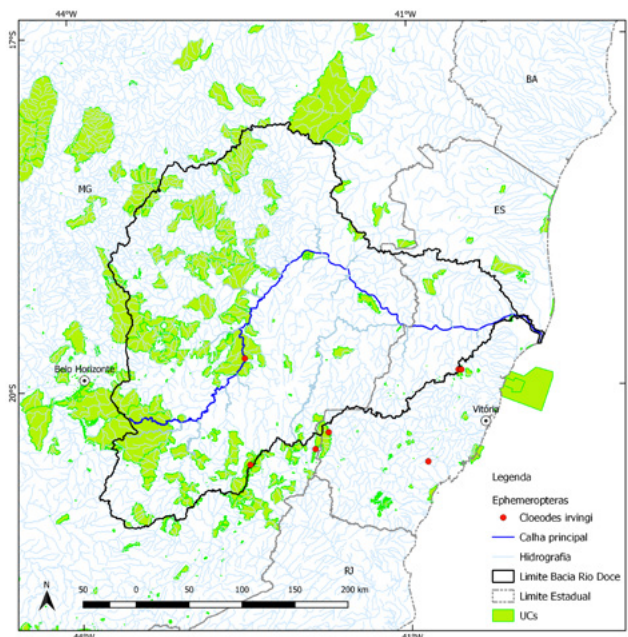 44°W 41°W
17°S
BA
MG
ES
Belo Horizonte
20°S
Vitória
Legenda
Ephemeropteras
Cloeodes irvingi
Calha principal
Hidrografia
Limite Bacia Rio Doce
Limite Estadual
UCs
RJ
N
50 0 50 100 150 200 km